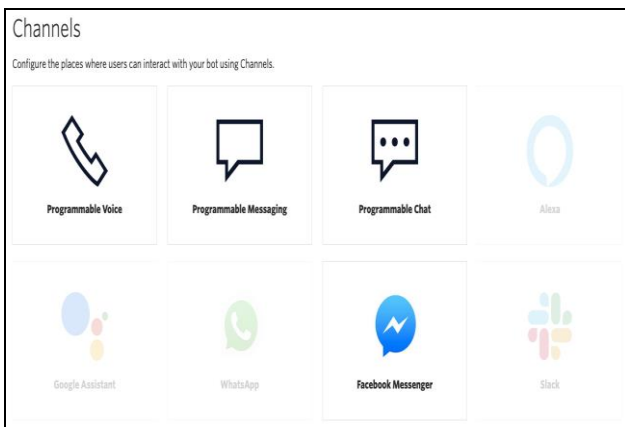 Channels
Configure the places where users can interact with your bot using Channels.
Programmable Voice
Programmable Messaging
Programmable Chat
Alexa
Google Assistant
WhatsApp
Facebook Messenger
Slack